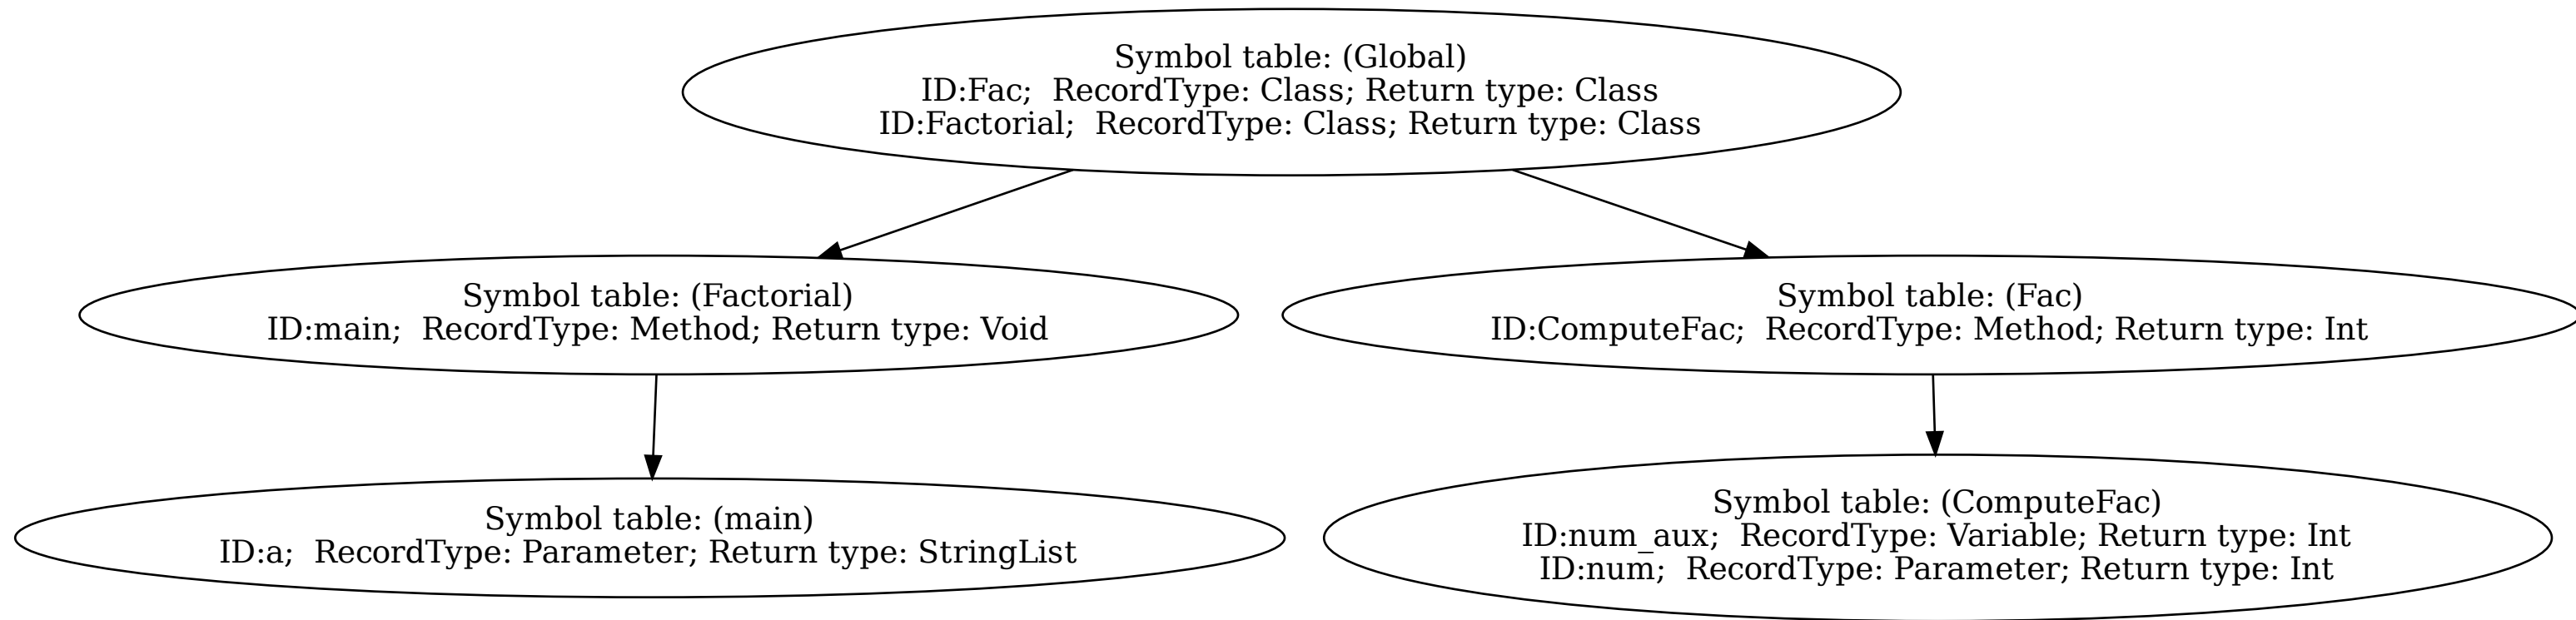 Symbol table: (Global)
ID:Fac;  RecordType: Class; Return type: Class
ID:Factorial;  RecordType: Class; Return type: Class
Symbol table: (Factorial)
ID:main;  RecordType: Method; Return type: Void
Symbol table: (Fac)
ID:ComputeFac;  RecordType: Method; Return type: Int
Symbol table: (main)
ID:a;  RecordType: Parameter; Return type: StringList
Symbol table: (ComputeFac)
ID:num_aux;  RecordType: Variable; Return type: Int
ID:num;  RecordType: Parameter; Return type: Int